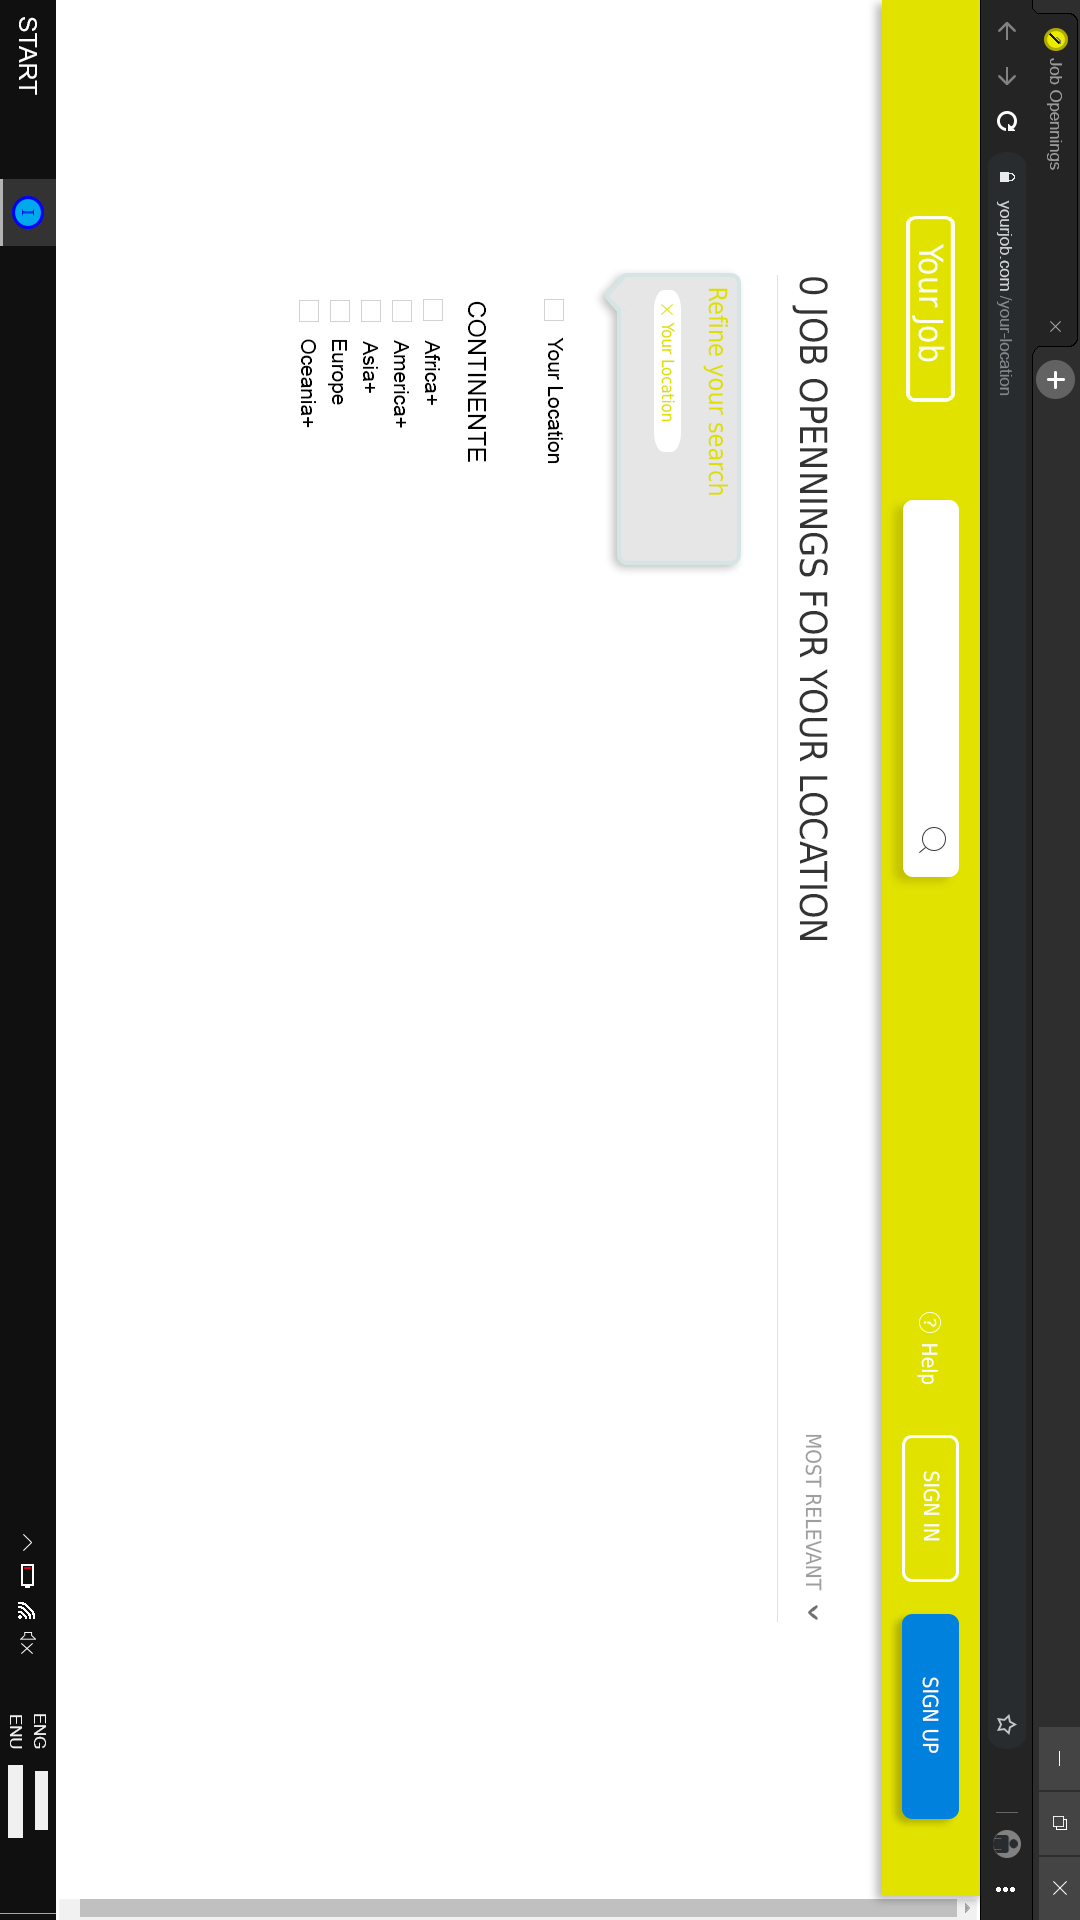 Job Opennings
yourjob.com /your-location
Your Job
Help
SIGN IN
SIGN UP
0 JOB OPENNINGS FOR YOUR LOCATION
MOST RELEVANT
Refine your search
Your Location
Your Location
CONTINENTE
Africa+
America+
Asia+
Europe
Oceania+
START
I
ENG
ENU